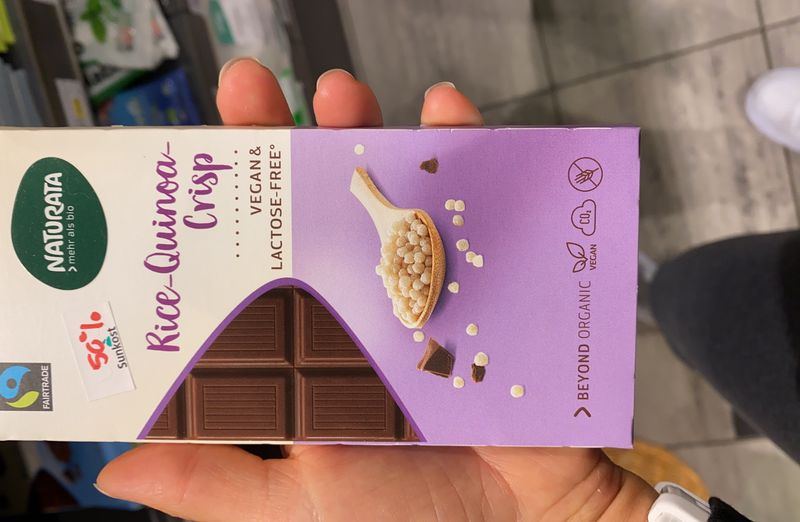 NATURATA
> mehr als bio
Rice-Quinoa-
Crisp
VEGAN &
LACTOSE-FREE°
50%
Sunkost
FAIRTRADE
CO₂
VEGAN
> BEYOND ORGANIC